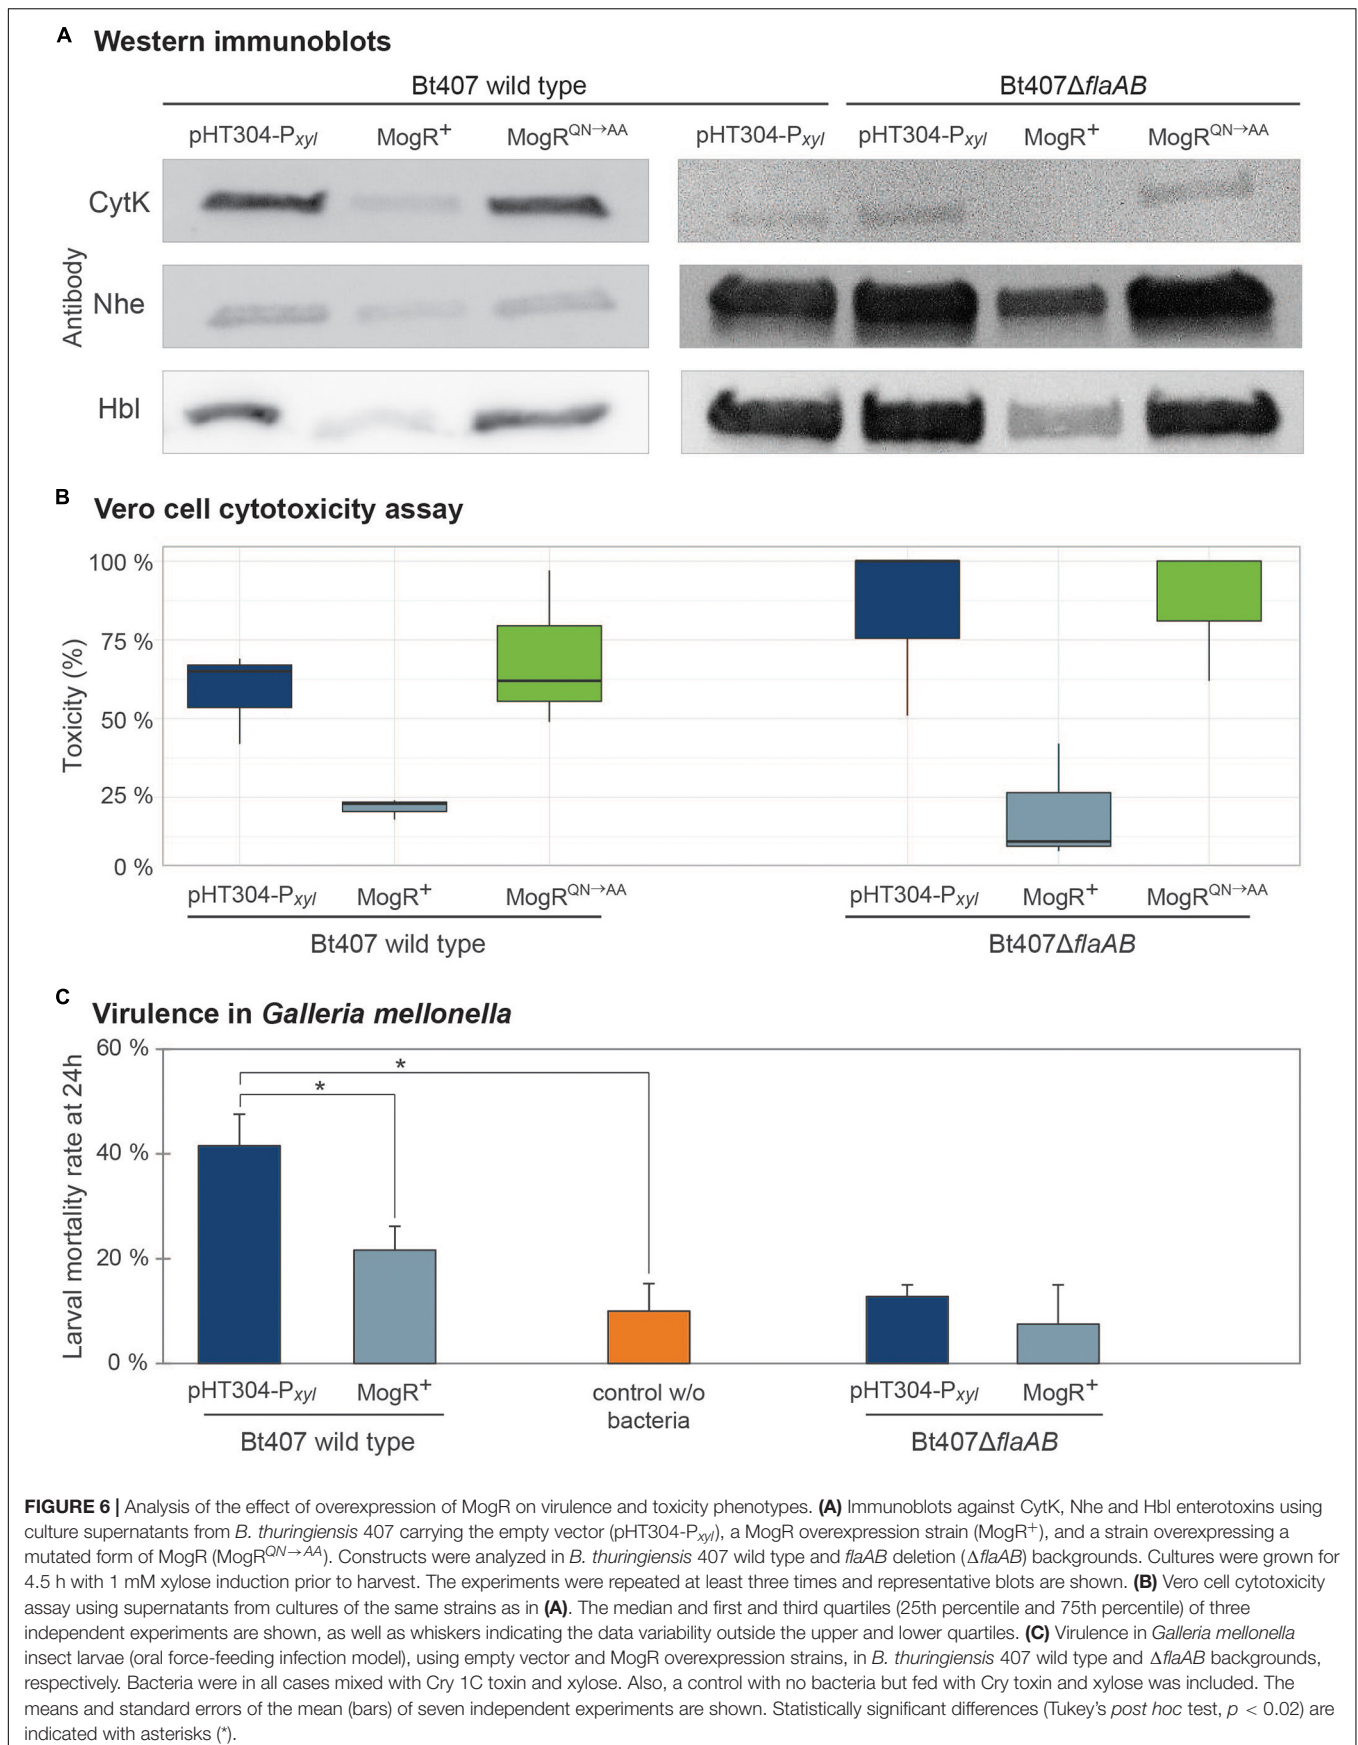 A Western immunoblots
Bt407 wild type Bt407ΔflaAB
pHT304-Pxyl MogR+ MogRQN→AA pHT304-Pxyl pHT304-Pxyl MogR+ MogRQN→AA
CytK
Nhe
Hbl
Antibody
B Vero cell cytotoxicity assay
100 %
75 %
50 %
25 %
0 %
Toxicity (%)
pHT304-Pxyl MogR+ MogRQN→AA pHT304-Pxyl MogR+ MogRQN→AA
Bt407 wild type Bt407ΔflaAB
C Virulence in Galleria mellonella
60 %
40 %
20 %
0 %
Larval mortality rate at 24h
*
*
pHT304-Pxyl MogR+ control w/o pHT304-Pxyl MogR+
bacteria
Bt407 wild type Bt407ΔflaAB
FIGURE 6 | Analysis of the effect of overexpression of MogR on virulence and toxicity phenotypes. (A) Immunoblots against CytK, Nhe and Hbl enterotoxins using
culture supernatants from B. thuringiensis 407 carrying the empty vector (pHT304-Pxyl), a MogR overexpression strain (MogR+), and a strain overexpressing a
mutated form of MogR (MogRQN→AA). Constructs were analyzed in B. thuringiensis 407 wild type and flaAB deletion (ΔflaAB) backgrounds. Cultures were grown for
4.5 h with 1 mM xylose induction prior to harvest. The experiments were repeated at least three times and representative blots are shown. (B) Vero cell cytotoxicity
assay using supernatants from cultures of the same strains as in (A). The median and first and third quartiles (25th percentile and 75th percentile) of three
independent experiments are shown, as well as whiskers indicating the data variability outside the upper and lower quartiles. (C) Virulence in Galleria mellonella
insect larvae (oral force-feeding infection model), using empty vector and MogR overexpression strains, in B. thuringiensis 407 wild type and ΔflaAB backgrounds,
respectively. Bacteria were in all cases mixed with Cry 1C toxin and xylose. Also, a control with no bacteria but fed with Cry toxin and xylose was included. The
means and standard errors of the mean (bars) of seven independent experiments are shown. Statistically significant differences (Tukey's post hoc test, p < 0.02) are
indicated with asterisks (*).